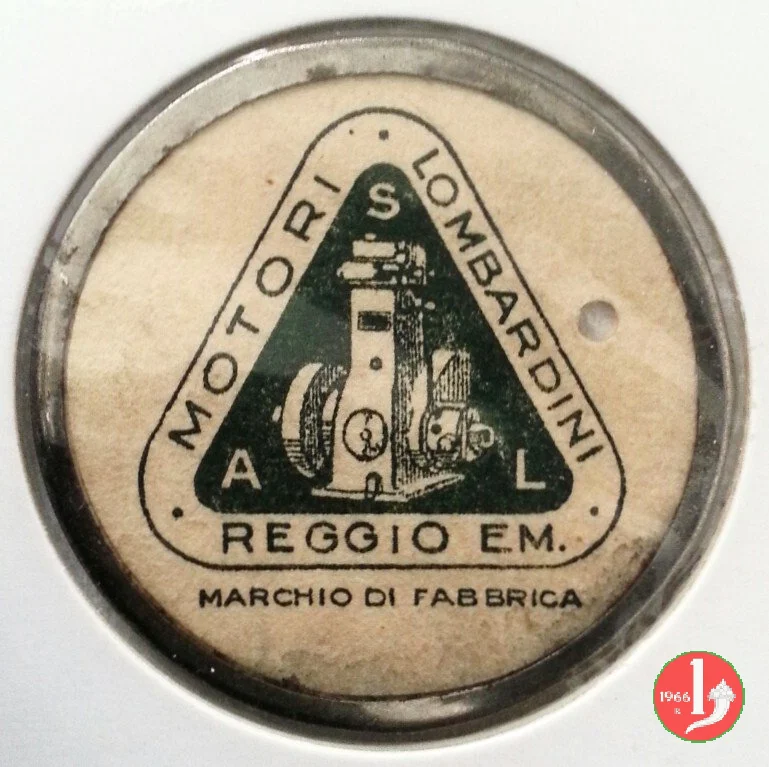 MOTORI LOMBARDINI
S
A L
REGGIO EM.
MARCHIO DI FABBRICA
1966
R